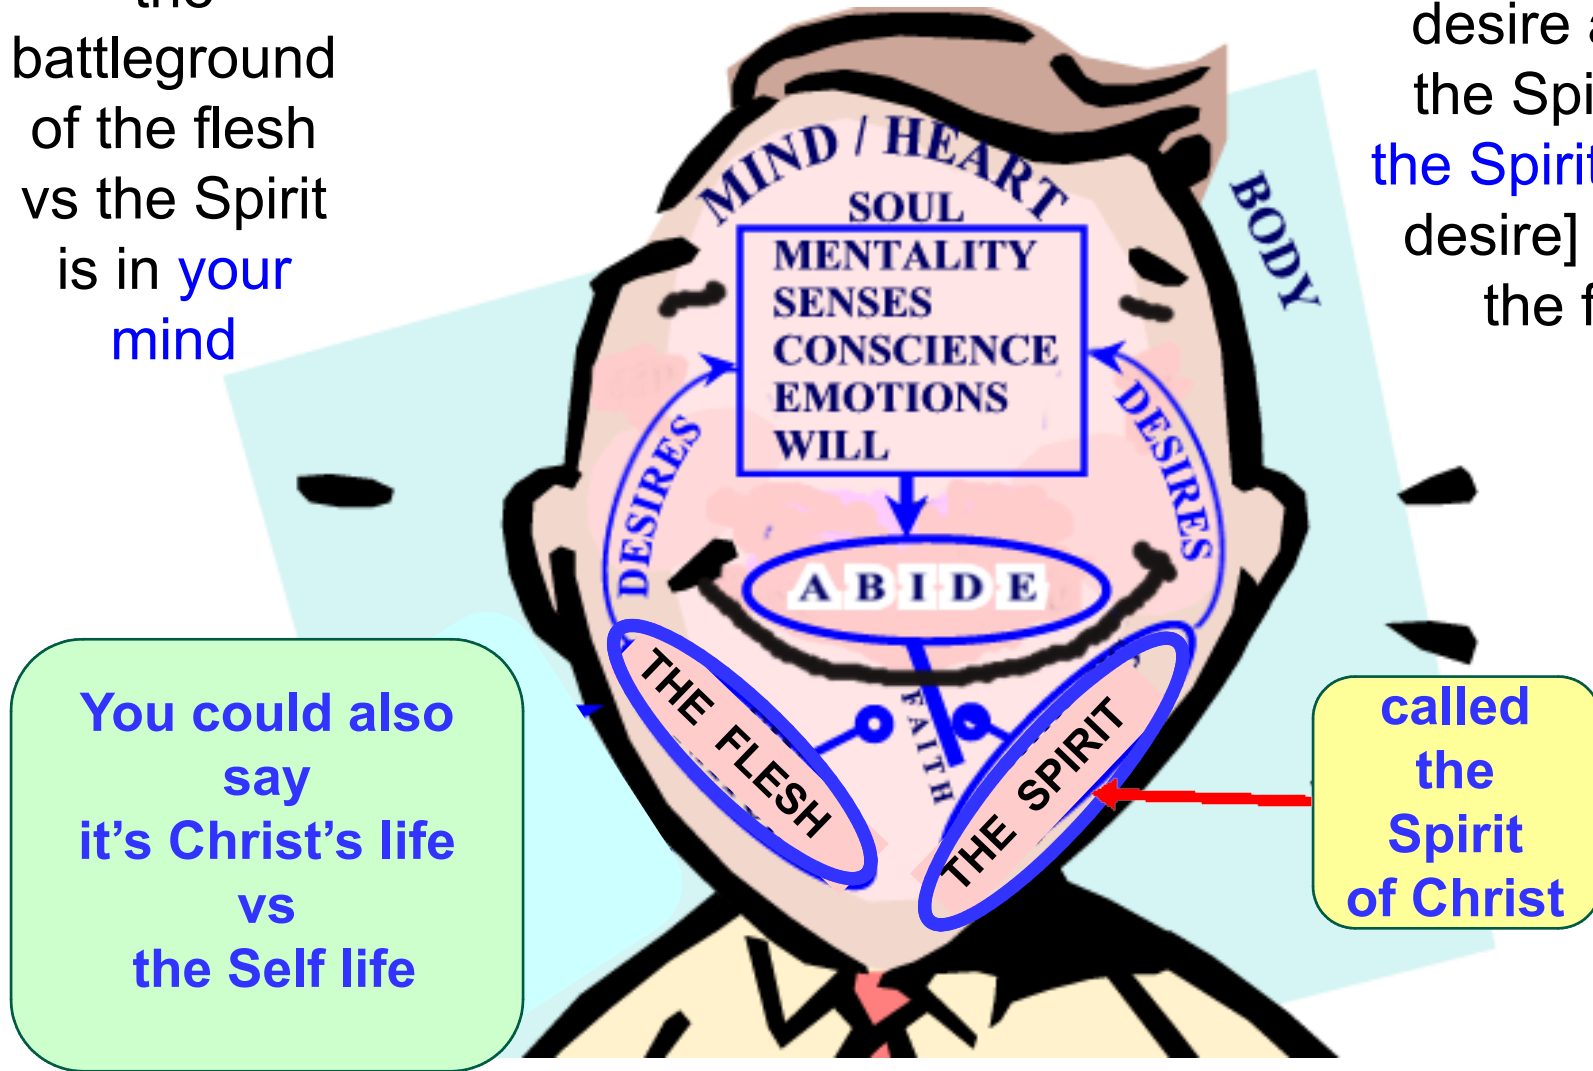 the
battleground
of the flesh
vs the Spirit
is in your
mind
desire
the
the Spirit
desire]
the
MIND / HEART
SOUL
MENTALITY
SENSES
CONSCIENCE
EMOTIONS
WILL
BODY
DESIRES
DESIRES
A B I D E
FAITH
THE FLESH
THE SPIRIT
You could also
say
it's Christ's life
vs
the Self life
called
the
Spirit
of Christ